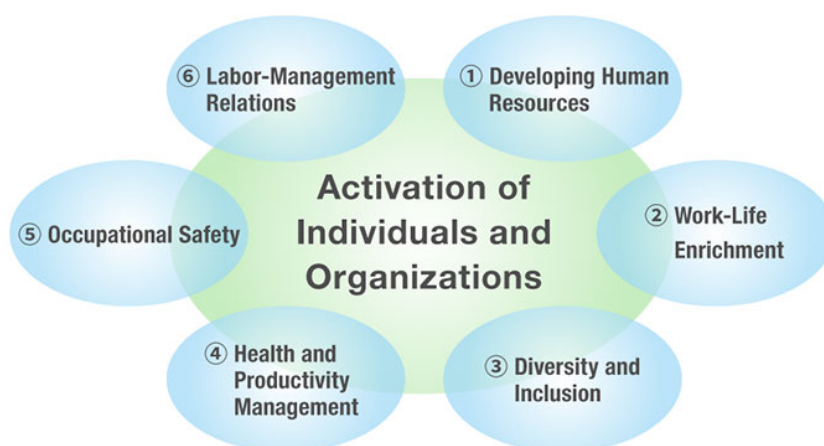 Activation of
Individuals and
Organizations
① Developing Human
Resources
② Work-Life
Enrichment
③ Diversity and
Inclusion
④ Health and
Productivity
Management
⑤ Occupational Safety
⑥ Labor-Management
Relations